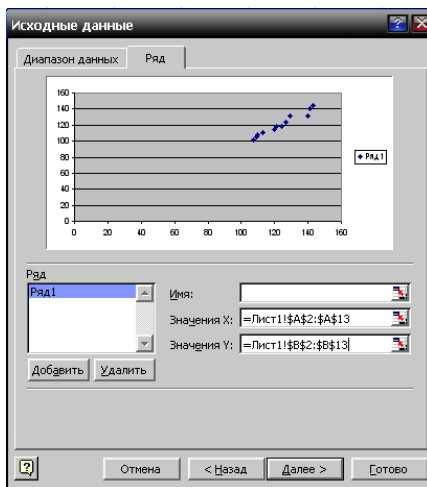 Исходные данные
Диапазон данных Ряд
160
140
120
100
80
60
40
20
0
0 20 40 60 80 100 120 140 160
Ряд1
Ряд
Ряд1
Имя:
Значения X: =Лист1!$A$2:$A$13
Значения Y: =Лист1!$B$2:$B$13
Добавить Удалить
Отмена < Назад Далее > Готово